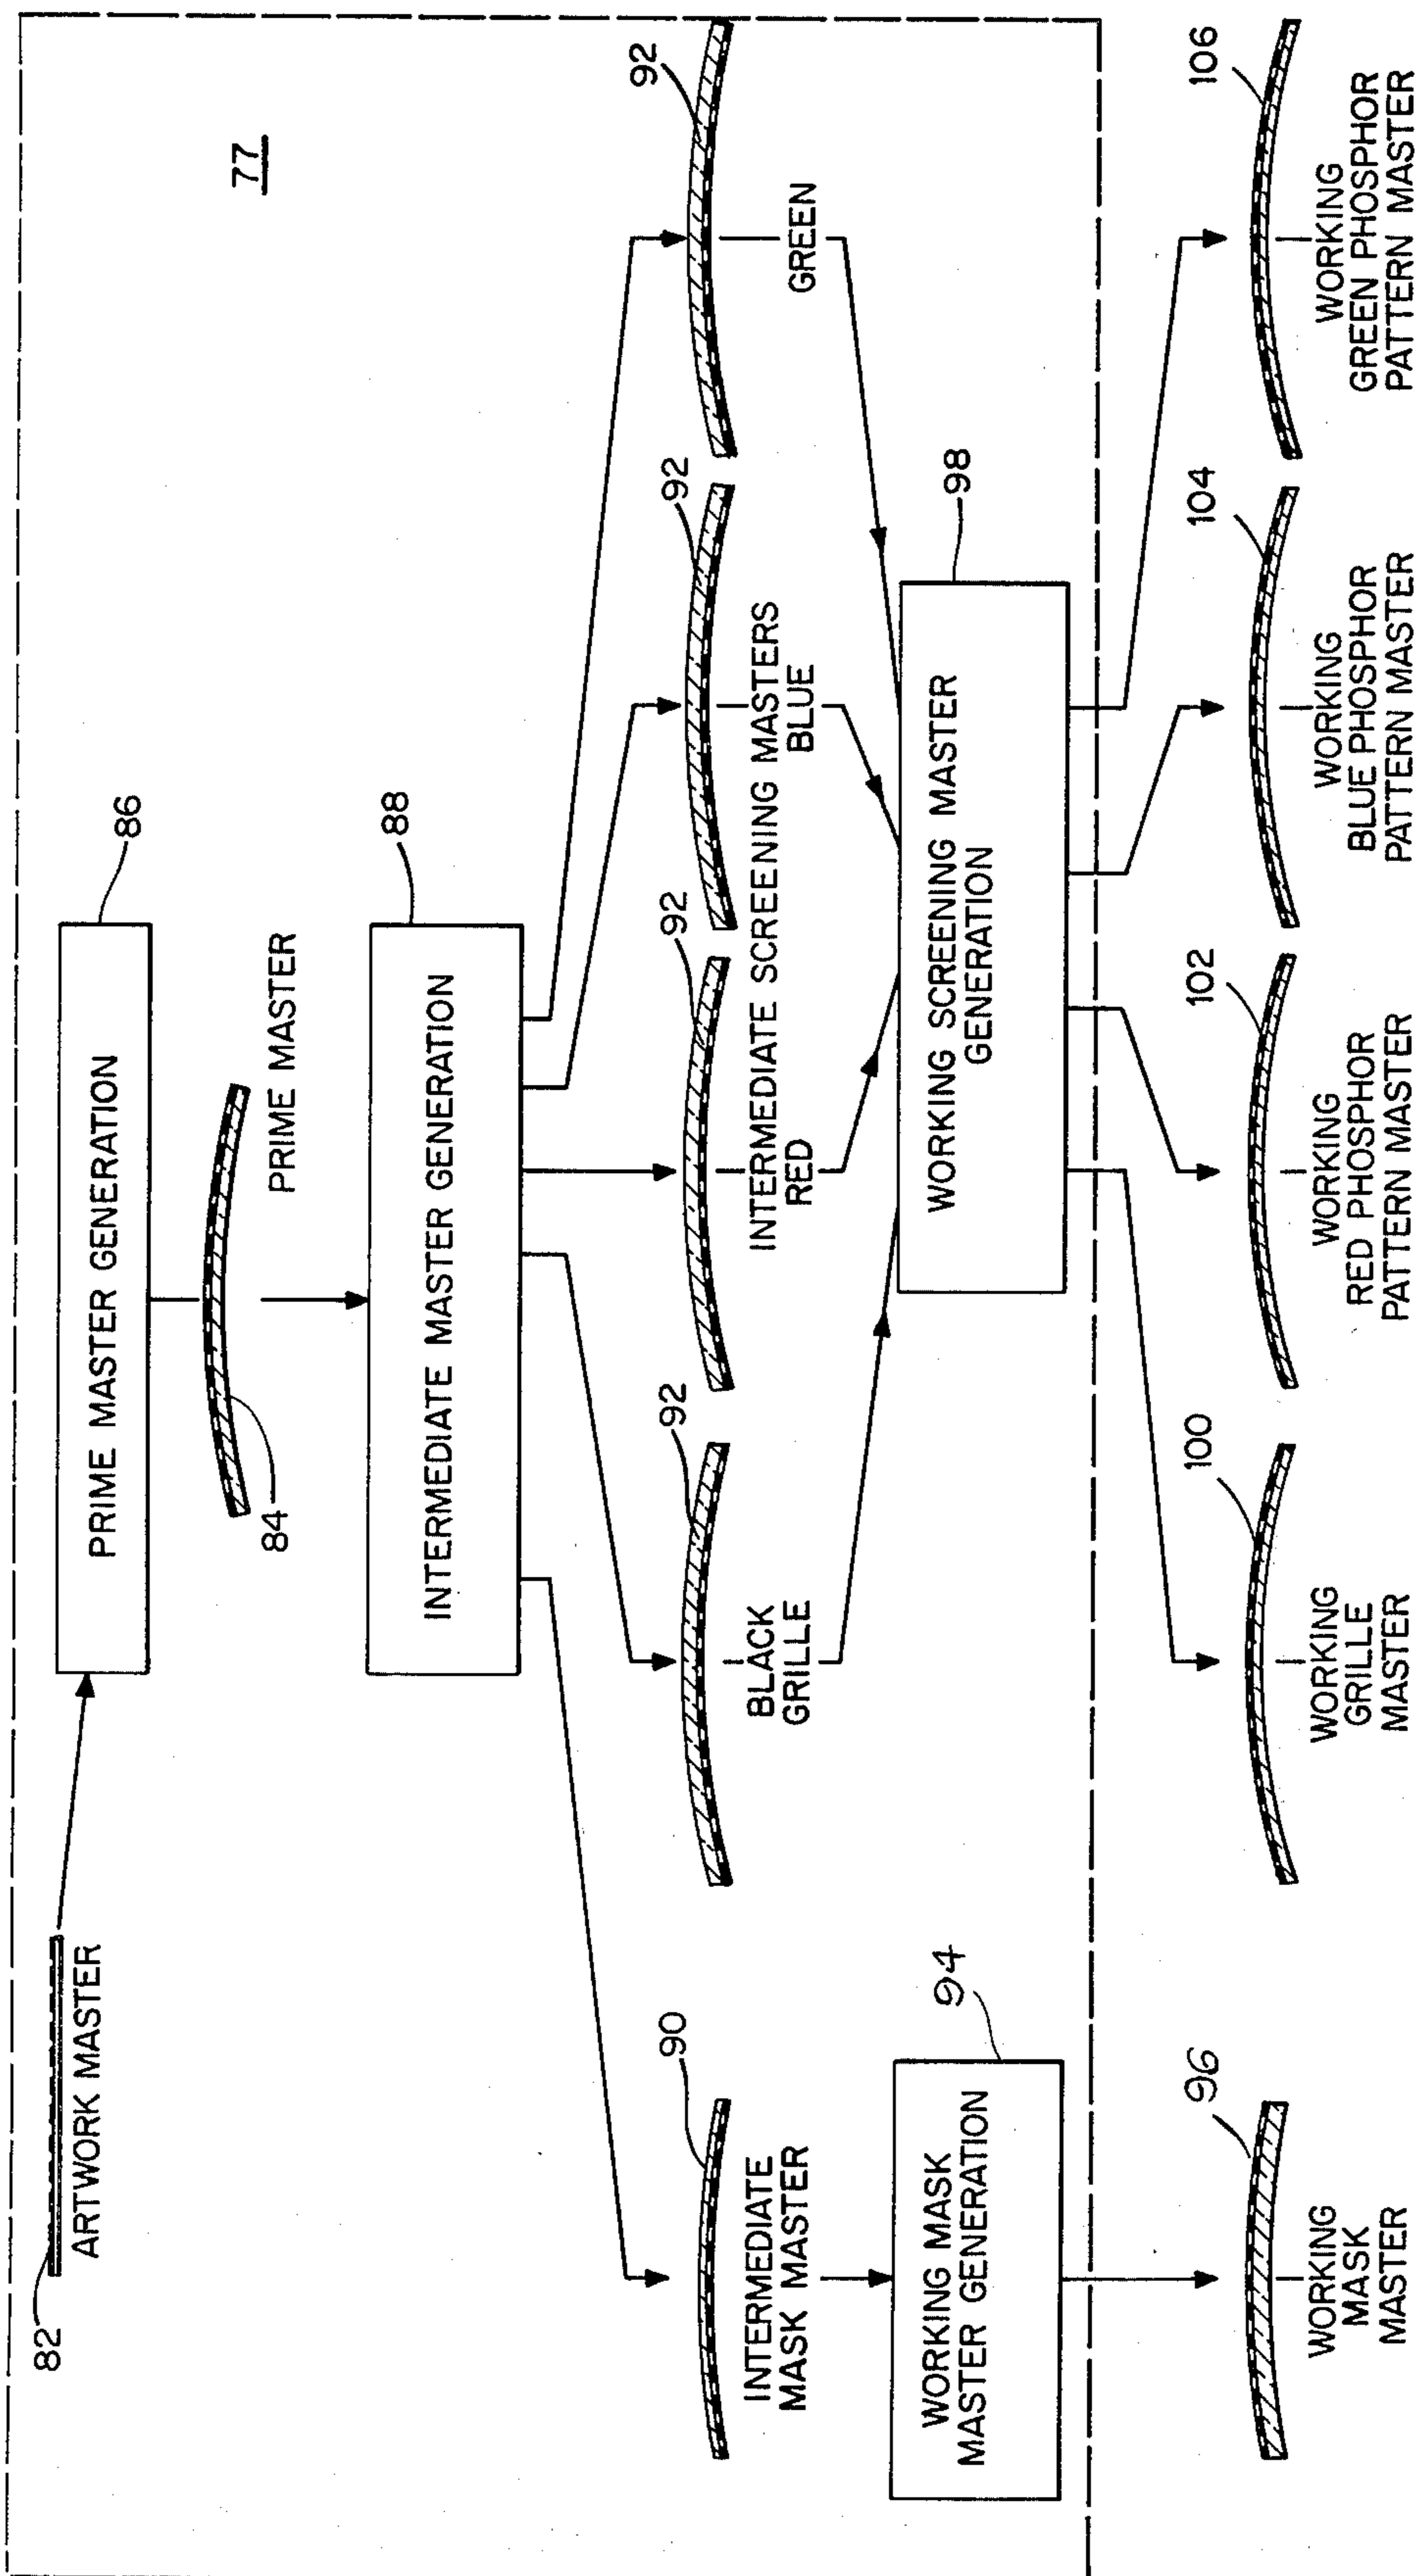 77
82
ARTWORK MASTER
PRIME MASTER GENERATION
86
84
PRIME MASTER
INTERMEDIATE MASTER GENERATION
88
90
92
92
92
92
INTERMEDIATE
MASK MASTER
BLACK
GRILLE
INTERMEDIATE SCREENING MASTERS
RED
BLUE
GREEN
WORKING MASK
MASTER GENERATION
94
WORKING SCREENING MASTER
GENERATION
98
96
100
102
104
106
WORKING
MASK
MASTER
WORKING
GRILLE
MASTER
WORKING
RED PHOSPHOR
PATTERN MASTER
WORKING
BLUE PHOSPHOR
PATTERN MASTER
WORKING
GREEN PHOSPHOR
PATTERN MASTER